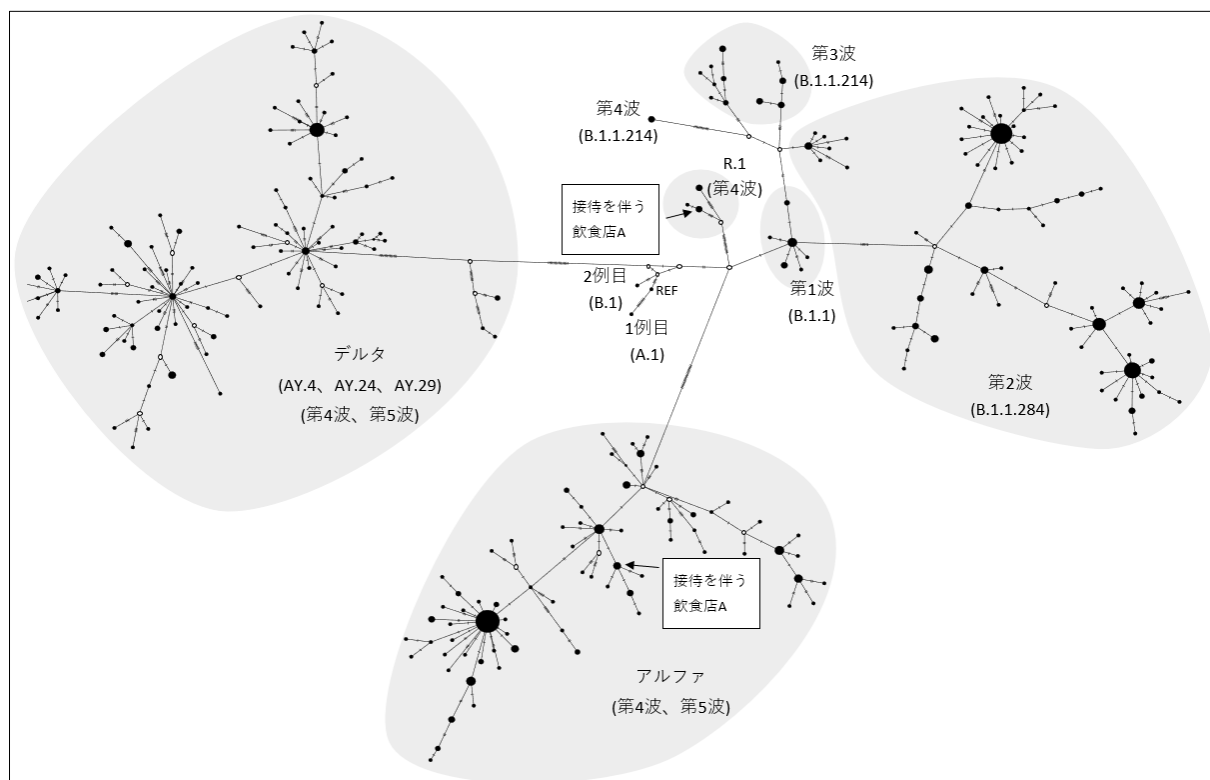 第3波
(B.1.1.214)
第4波
(B.1.1.214)
R.1
(第4波)
接待を伴う
飲食店A
2例目
(B.1)
REF
1例目
(A.1)
第1波
(B.1.1)
第2波
(B.1.1.284)
デルタ
(AY.4、AY.24、AY.29)
(第4波、第5波)
接待を伴う
飲食店A
アルファ
(第4波、第5波)